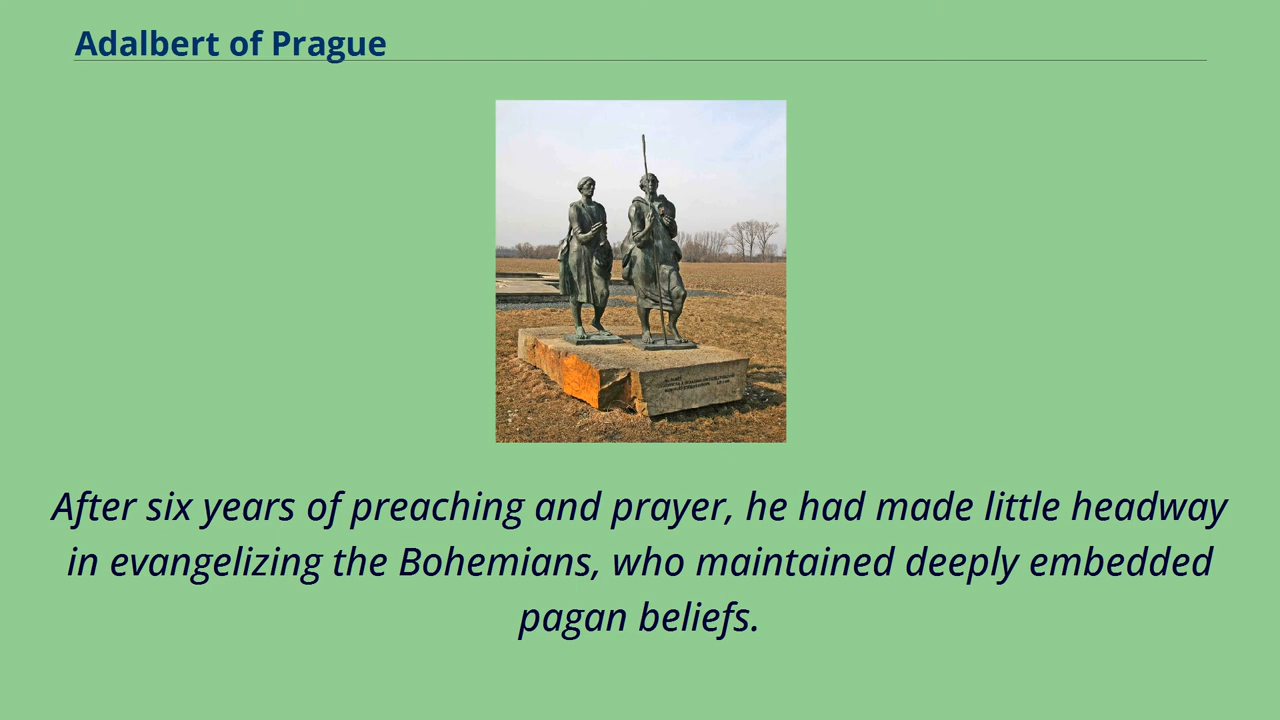 Adalbert of Prague
After six years of preaching and prayer, he had made little headway
in evangelizing the Bohemians, who maintained deeply embedded
pagan beliefs.